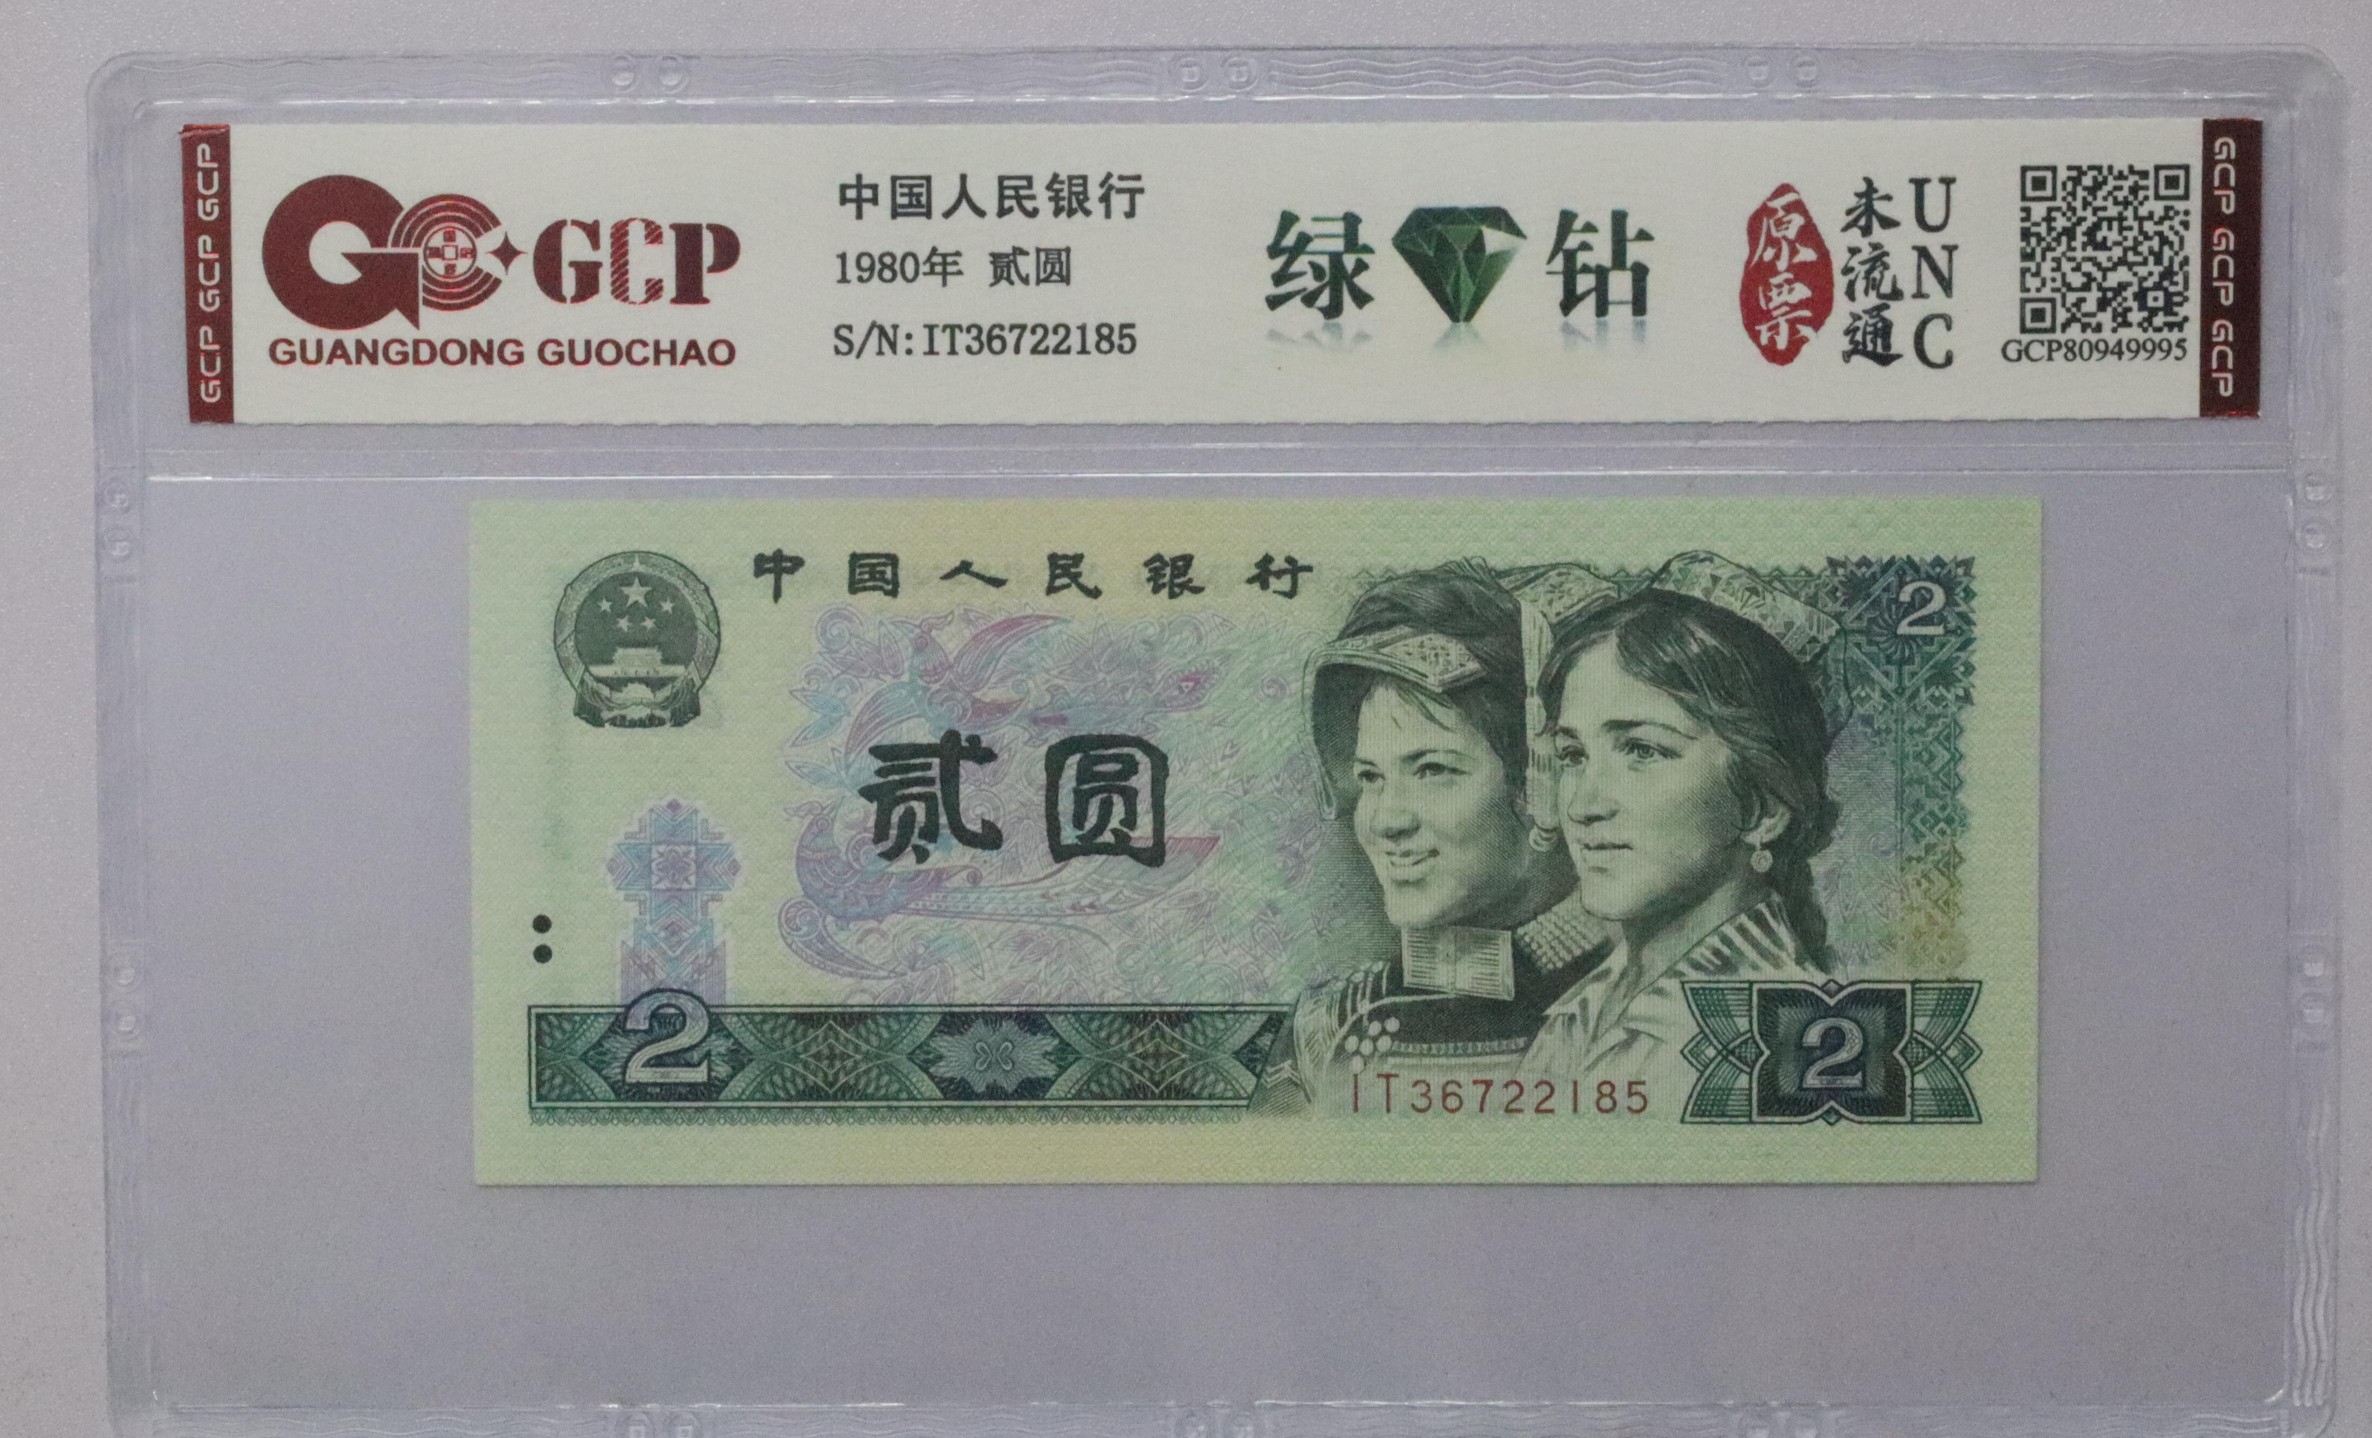 GCP GCP GCP
GCP
GUANGDONG GUOCHAO
中国人民银行
1980年 贰圆
S/N:IT36722185
绿钻
原票
未流通
UNC
GCP80949995
GCP GCP GCP
中国人民银行
2
贰圆
2
IT36722185
2